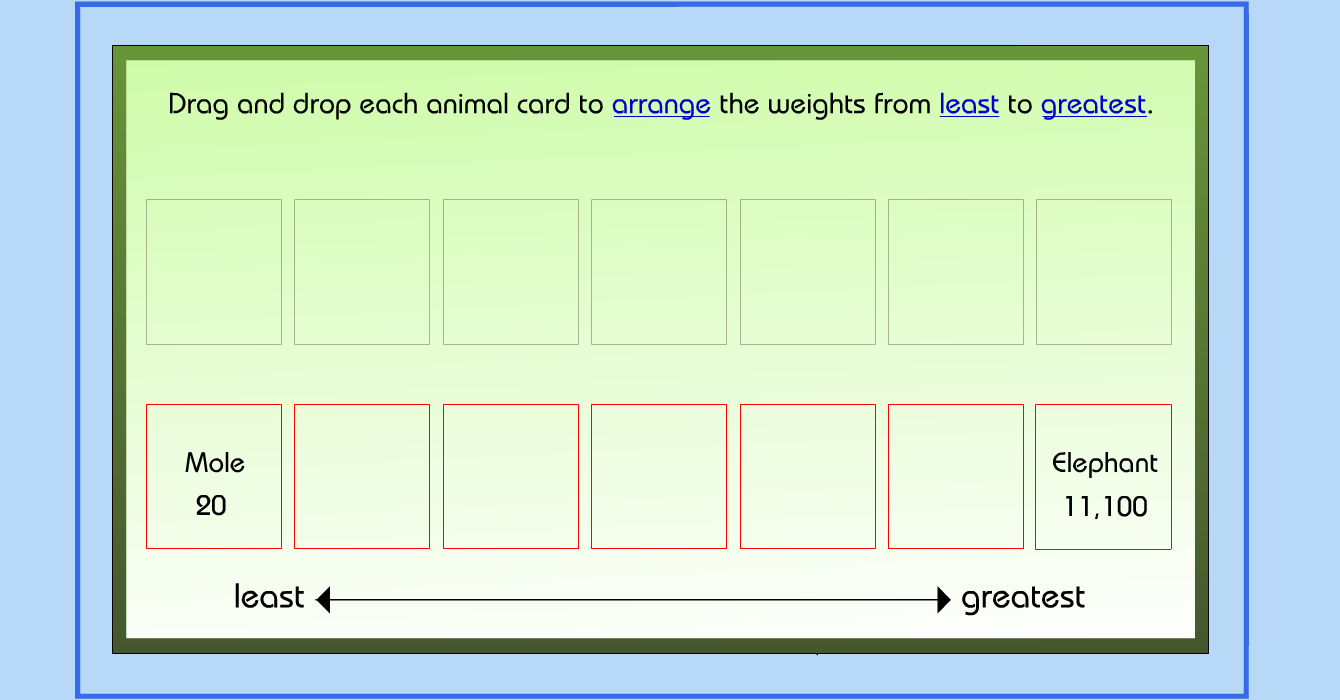 Drag and drop each animal card to arrange the weights from least to greatest.
Mole
20
Elephant
11,100
least
greatest